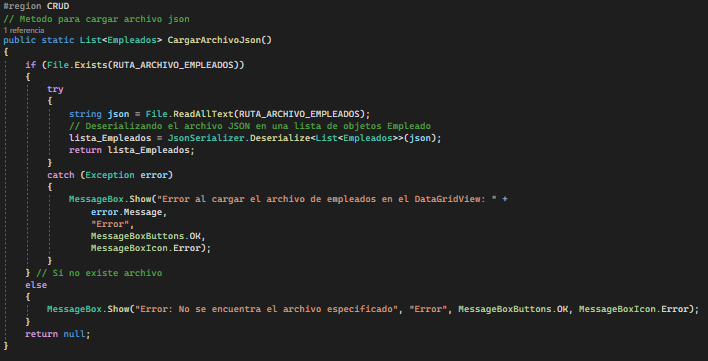 #region CRUD
// Metodo para cargar archivo json
1 referencia
public static List<Empleados> CargarArchivoJson()
{
if (File.Exists(RUTA_ARCHIVO_EMPLEADOS))
{
try
{
string json = File.ReadAllText(RUTA_ARCHIVO_EMPLEADOS);
// Deserializando el archivo JSON en una lista de objetos Empleado
lista_Empleados = JsonSerializer.Deserialize<List<Empleados>>(json);
return lista_Empleados;
}
catch (Exception error)
{
MessageBox.Show("Error al cargar el archivo de empleados en el DataGridView: " +
error.Message,
"Error",
MessageBoxButtons.OK,
MessageBoxIcon.Error);
}
} // Si no existe archivo
else
{
MessageBox.Show("Error: No se encuentra el archivo especificado", "Error", MessageBoxButtons.OK, MessageBoxIcon.Error);
}
return null;
}